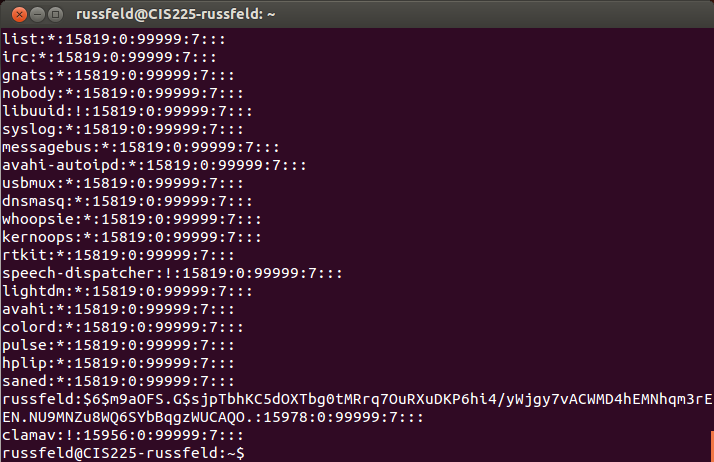 russfeld@CIS225-russfeld: ~
list:*:15819:0:99999:7:::
irc:*:15819:0:99999:7:::
gnats:*:15819:0:99999:7:::
nobody:*:15819:0:99999:7:::
libuuid:!:15819:0:99999:7:::
syslog:*:15819:0:99999:7:::
messagebus:*:15819:0:99999:7:::
avahi-autoipd:*:15819:0:99999:7:::
usbmux:*:15819:0:99999:7:::
dnsmasq:*:15819:0:99999:7:::
whoopsie:*:15819:0:99999:7:::
kernoops:*:15819:0:99999:7:::
rtkit:*:15819:0:99999:7:::
speech-dispatcher:!:15819:0:99999:7:::
lightdm:*:15819:0:99999:7:::
avahi:*:15819:0:99999:7:::
colord:*:15819:0:99999:7:::
pulse:*:15819:0:99999:7:::
hplip:*:15819:0:99999:7:::
saned:*:15819:0:99999:7:::
russfeld:$6$m9aOFS.G$sjpTbhKC5dOXTbg0tMRrq7OuRXuDKP6hi4/yWjgy7vACWMD4hEMNhqm3rE
EN.NU9MNZu8WQ6SYbBqgzWUCAQO.:15978:0:99999:7:::
clamav:!:15956:0:99999:7:::
russfeld@CIS225-russfeld:~$